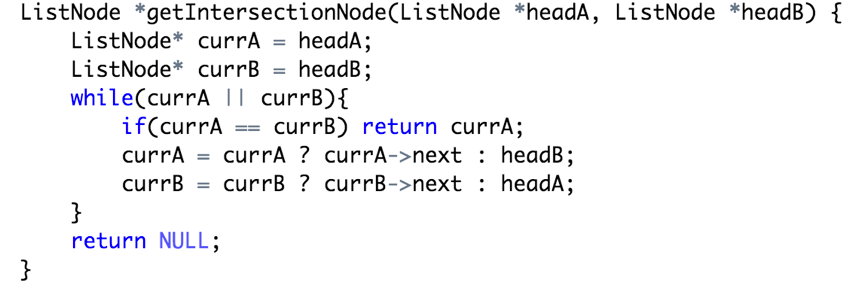 ListNode *getIntersectionNode(ListNode *headA, ListNode *headB) {
    ListNode* currA = headA;
    ListNode* currB = headB;
    while(currA || currB){
        if(currA == currB) return currA;
        currA = currA ? currA->next : headB;
        currB = currB ? currB->next : headA;
    }
    return NULL;
}